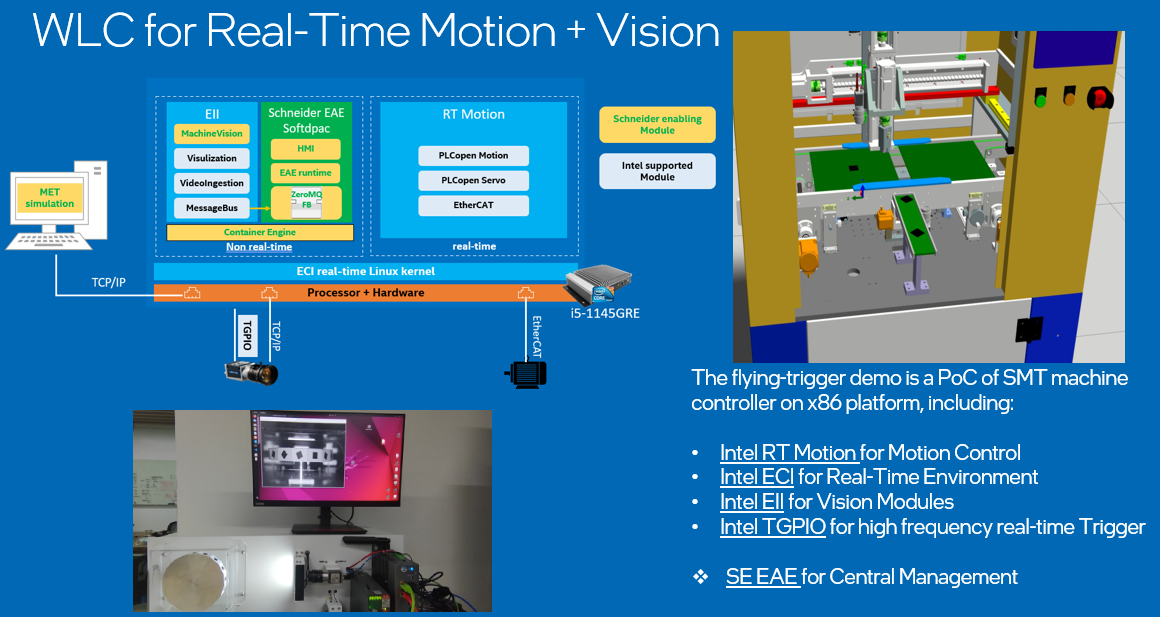 WLC for Real-Time Motion + Vision
EII
MachineVision
Visulization
VideoIngestion
MessageBus
Schneider EAE
Softdpac
HMI
EAE runtime
ZeroMQ
FB
Container Engine
Non real-time
RT Motion
PLCopen Motion
PLCopen Servo
EtherCAT
real-time
Schneider enabling
Module
Intel supported
Module
MET
simulation
TCP/IP
ECI real-time Linux kernel
Processor + Hardware
i5-1145GRE
TGPIO
TCP/IP
EtherCAT
The flying-trigger demo is a PoC of SMT machine
controller on x86 platform, including:
• Intel RT Motion for Motion Control
• Intel ECI for Real-Time Environment
• Intel EII for Vision Modules
• Intel TGPIO for high frequency real-time Trigger
❖ SE EAE for Central Management